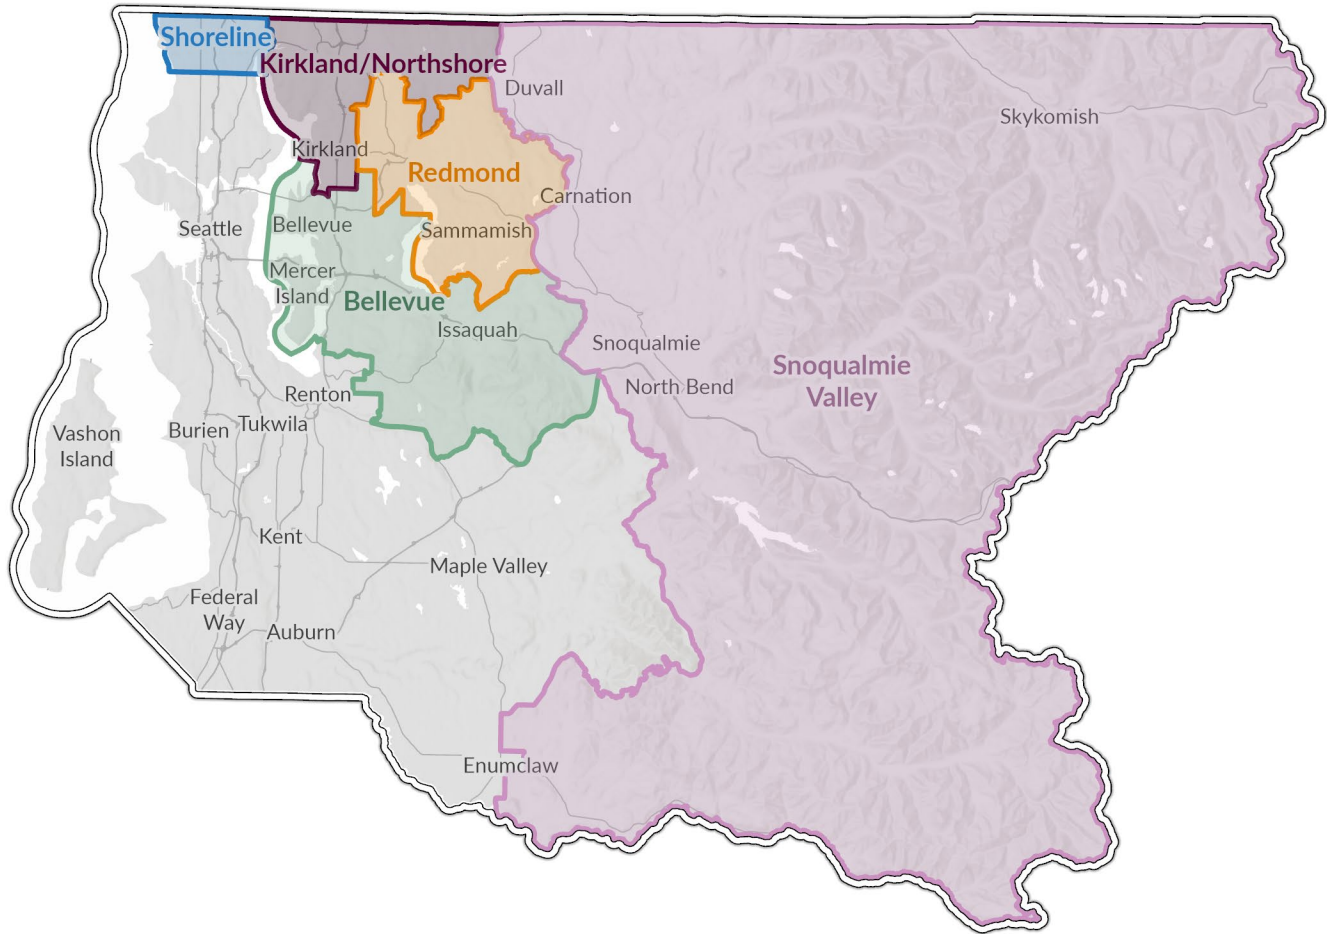 Shoreline
Kirkland/Northshore
Duvall
Skykomish
Kirkland
Redmond
Carnation
Seattle
Bellevue
Sammamish
Mercer
Island
Bellevue
Issaquah
Snoqualmie
Snoqualmie
Valley
North Bend
Renton
Tukwila
Burien
Vashon
Island
Kent
Maple Valley
Federal
Way
Auburn
Enumclaw